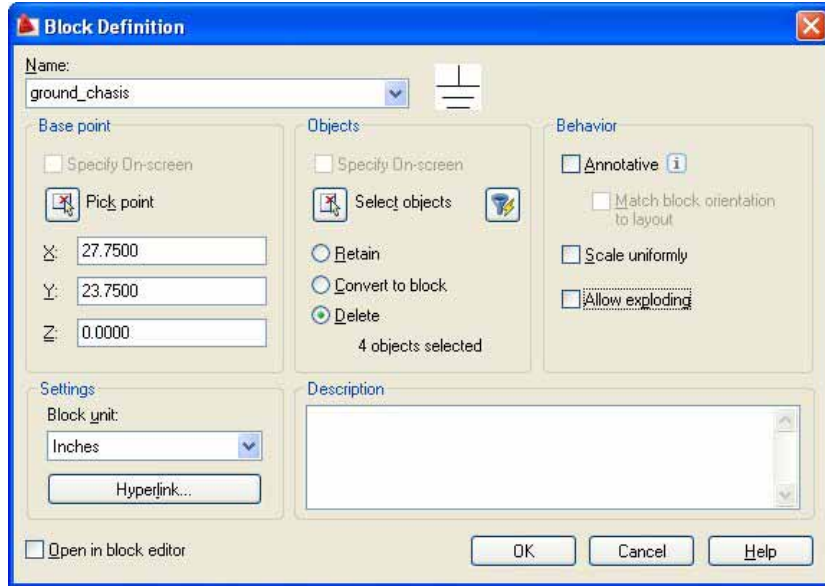 Block Definition
Name:
ground_chasis
Base point
Specify On-screen
Pick point
X: 27.7500
Y: 23.7500
Z: 0.0000
Objects
Specify On-screen
Select objects
Retain
Convert to block
Delete
4 objects selected
Behavior
Annotative i
Match block orientation
to layout
Scale uniformly
Allow exploding
Settings
Block unit:
Inches
Hyperlink...
Description
Open in block editor
OK Cancel Help